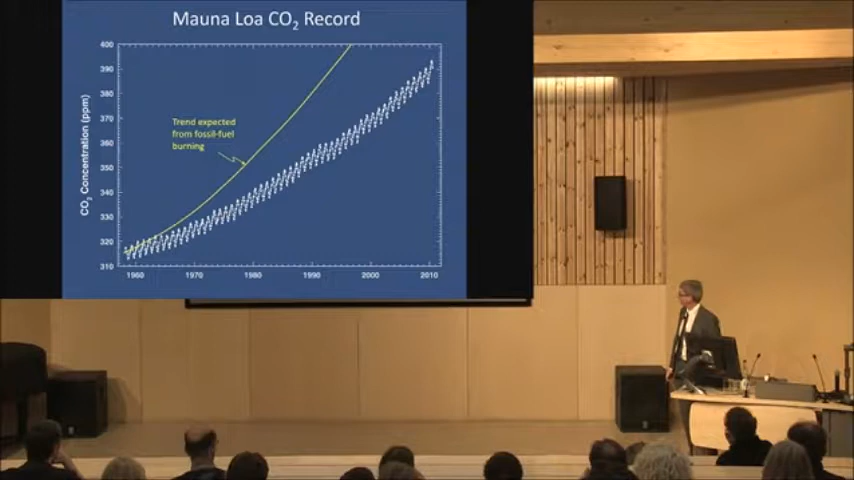 Mauna Loa CO₂ Record
400
390
380
370
360
350
340
330
320
310
CO₂ Concentration (ppm)
Trend expected
from fossil-fuel
burning
1960 1970 1980 1990 2000 2010